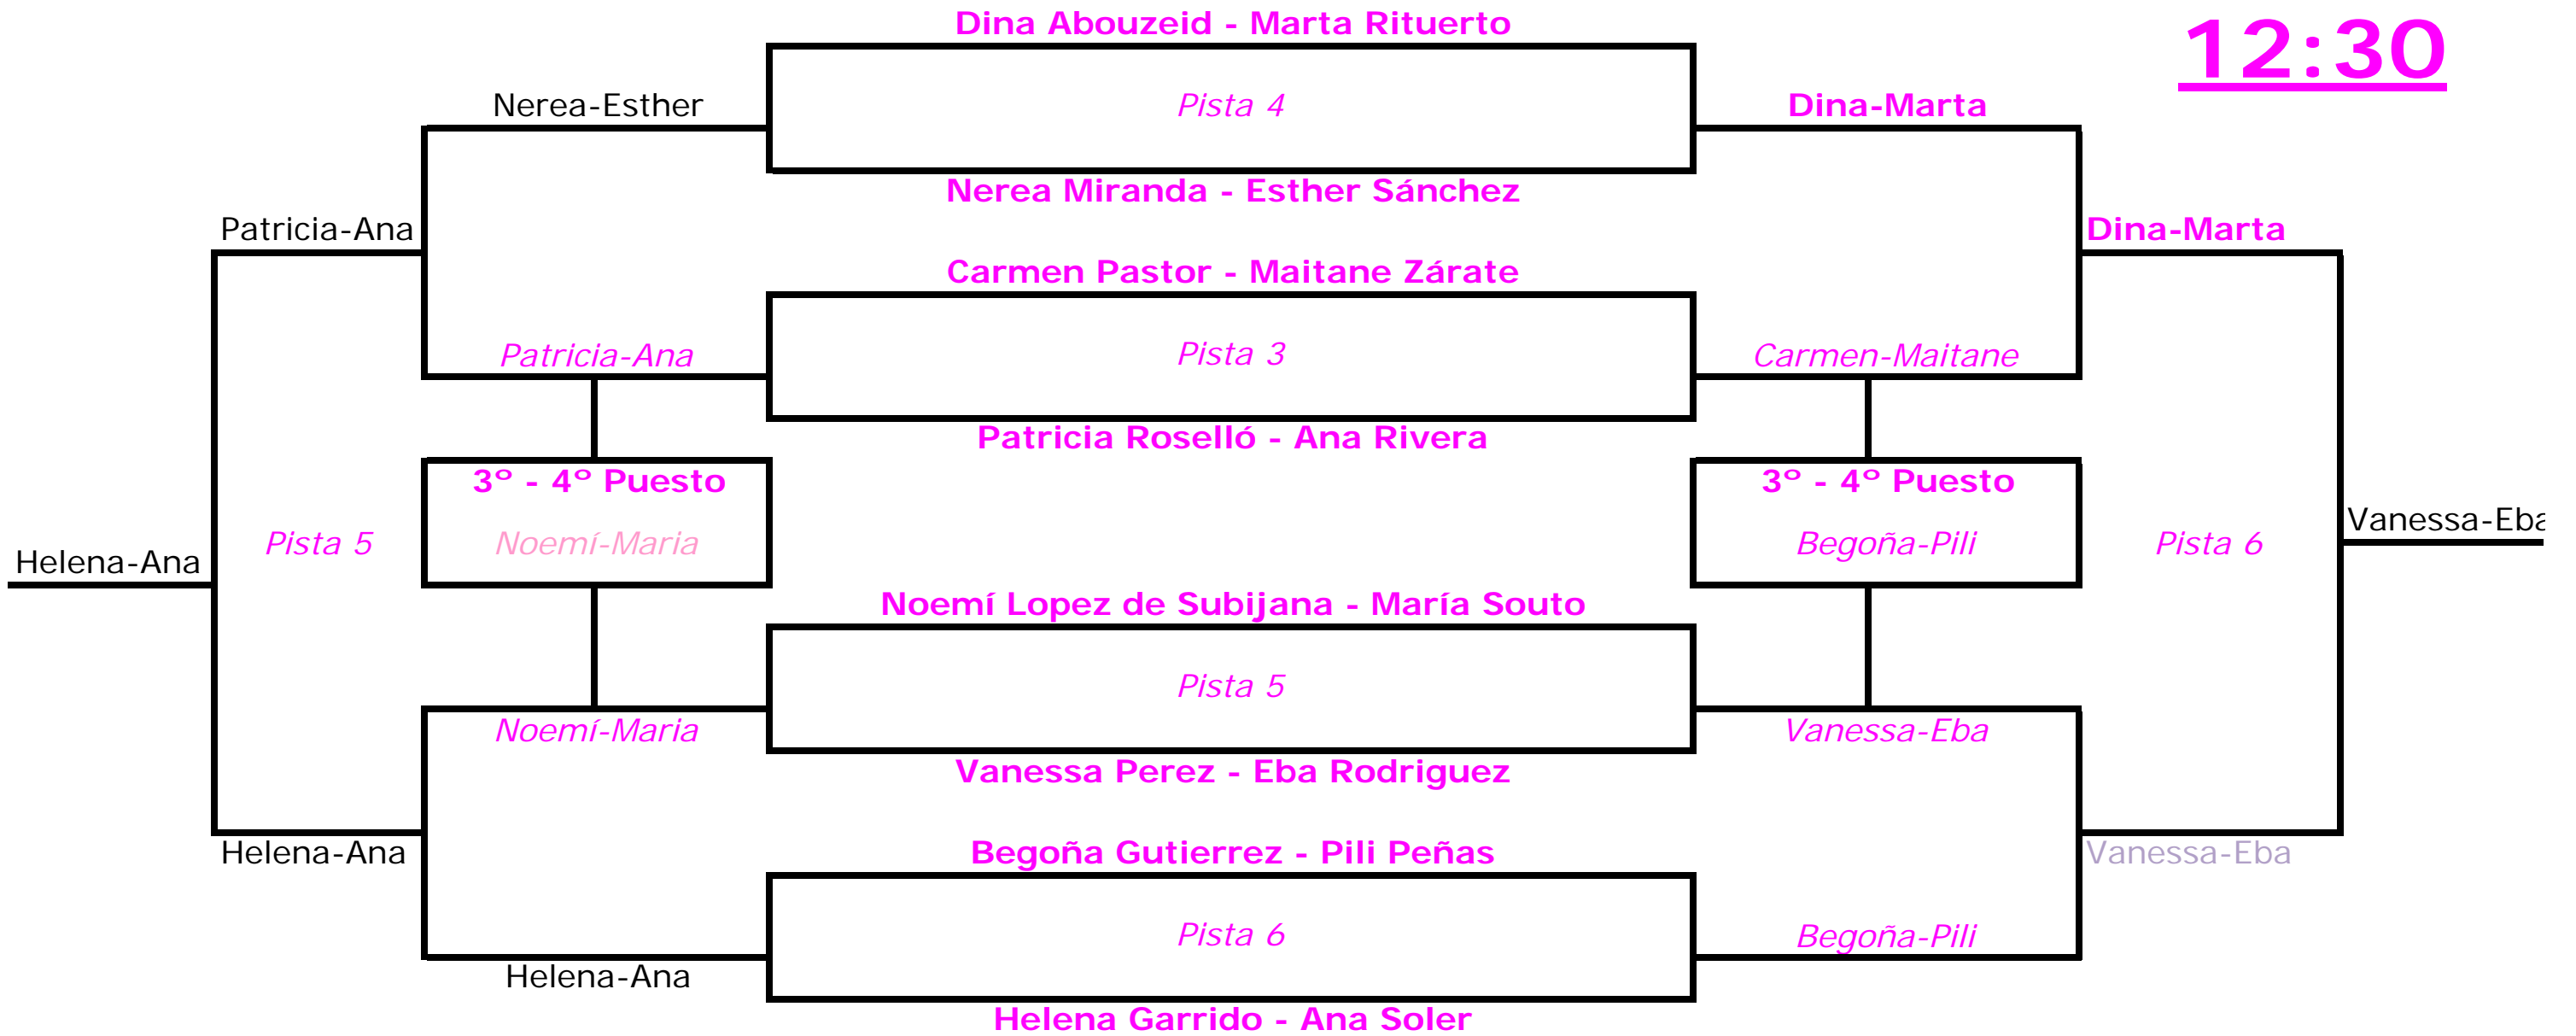 Dina Abouzeid - Marta Rituerto
12:30
Nerea-Esther
Pista 4
Dina-Marta
Nerea Miranda - Esther Sánchez
Patricia-Ana
Dina-Marta
Carmen Pastor - Maitane Zárate
Patricia-Ana
Pista 3
Carmen-Maitane
Patricia Roselló - Ana Rivera
3º - 4º Puesto
3º - 4º Puesto
Helena-Ana
Pista 5
Noemí-Maria
Begoña-Pili
Pista 6
Vanessa-Eba
Noemí Lopez de Subijana - María Souto
Pista 5
Noemí-Maria
Vanessa-Eba
Vanessa Perez - Eba Rodriguez
Helena-Ana
Begoña Gutierrez - Pili Peñas
Vanessa-Eba
Pista 6
Begoña-Pili
Helena-Ana
Helena Garrido - Ana Soler